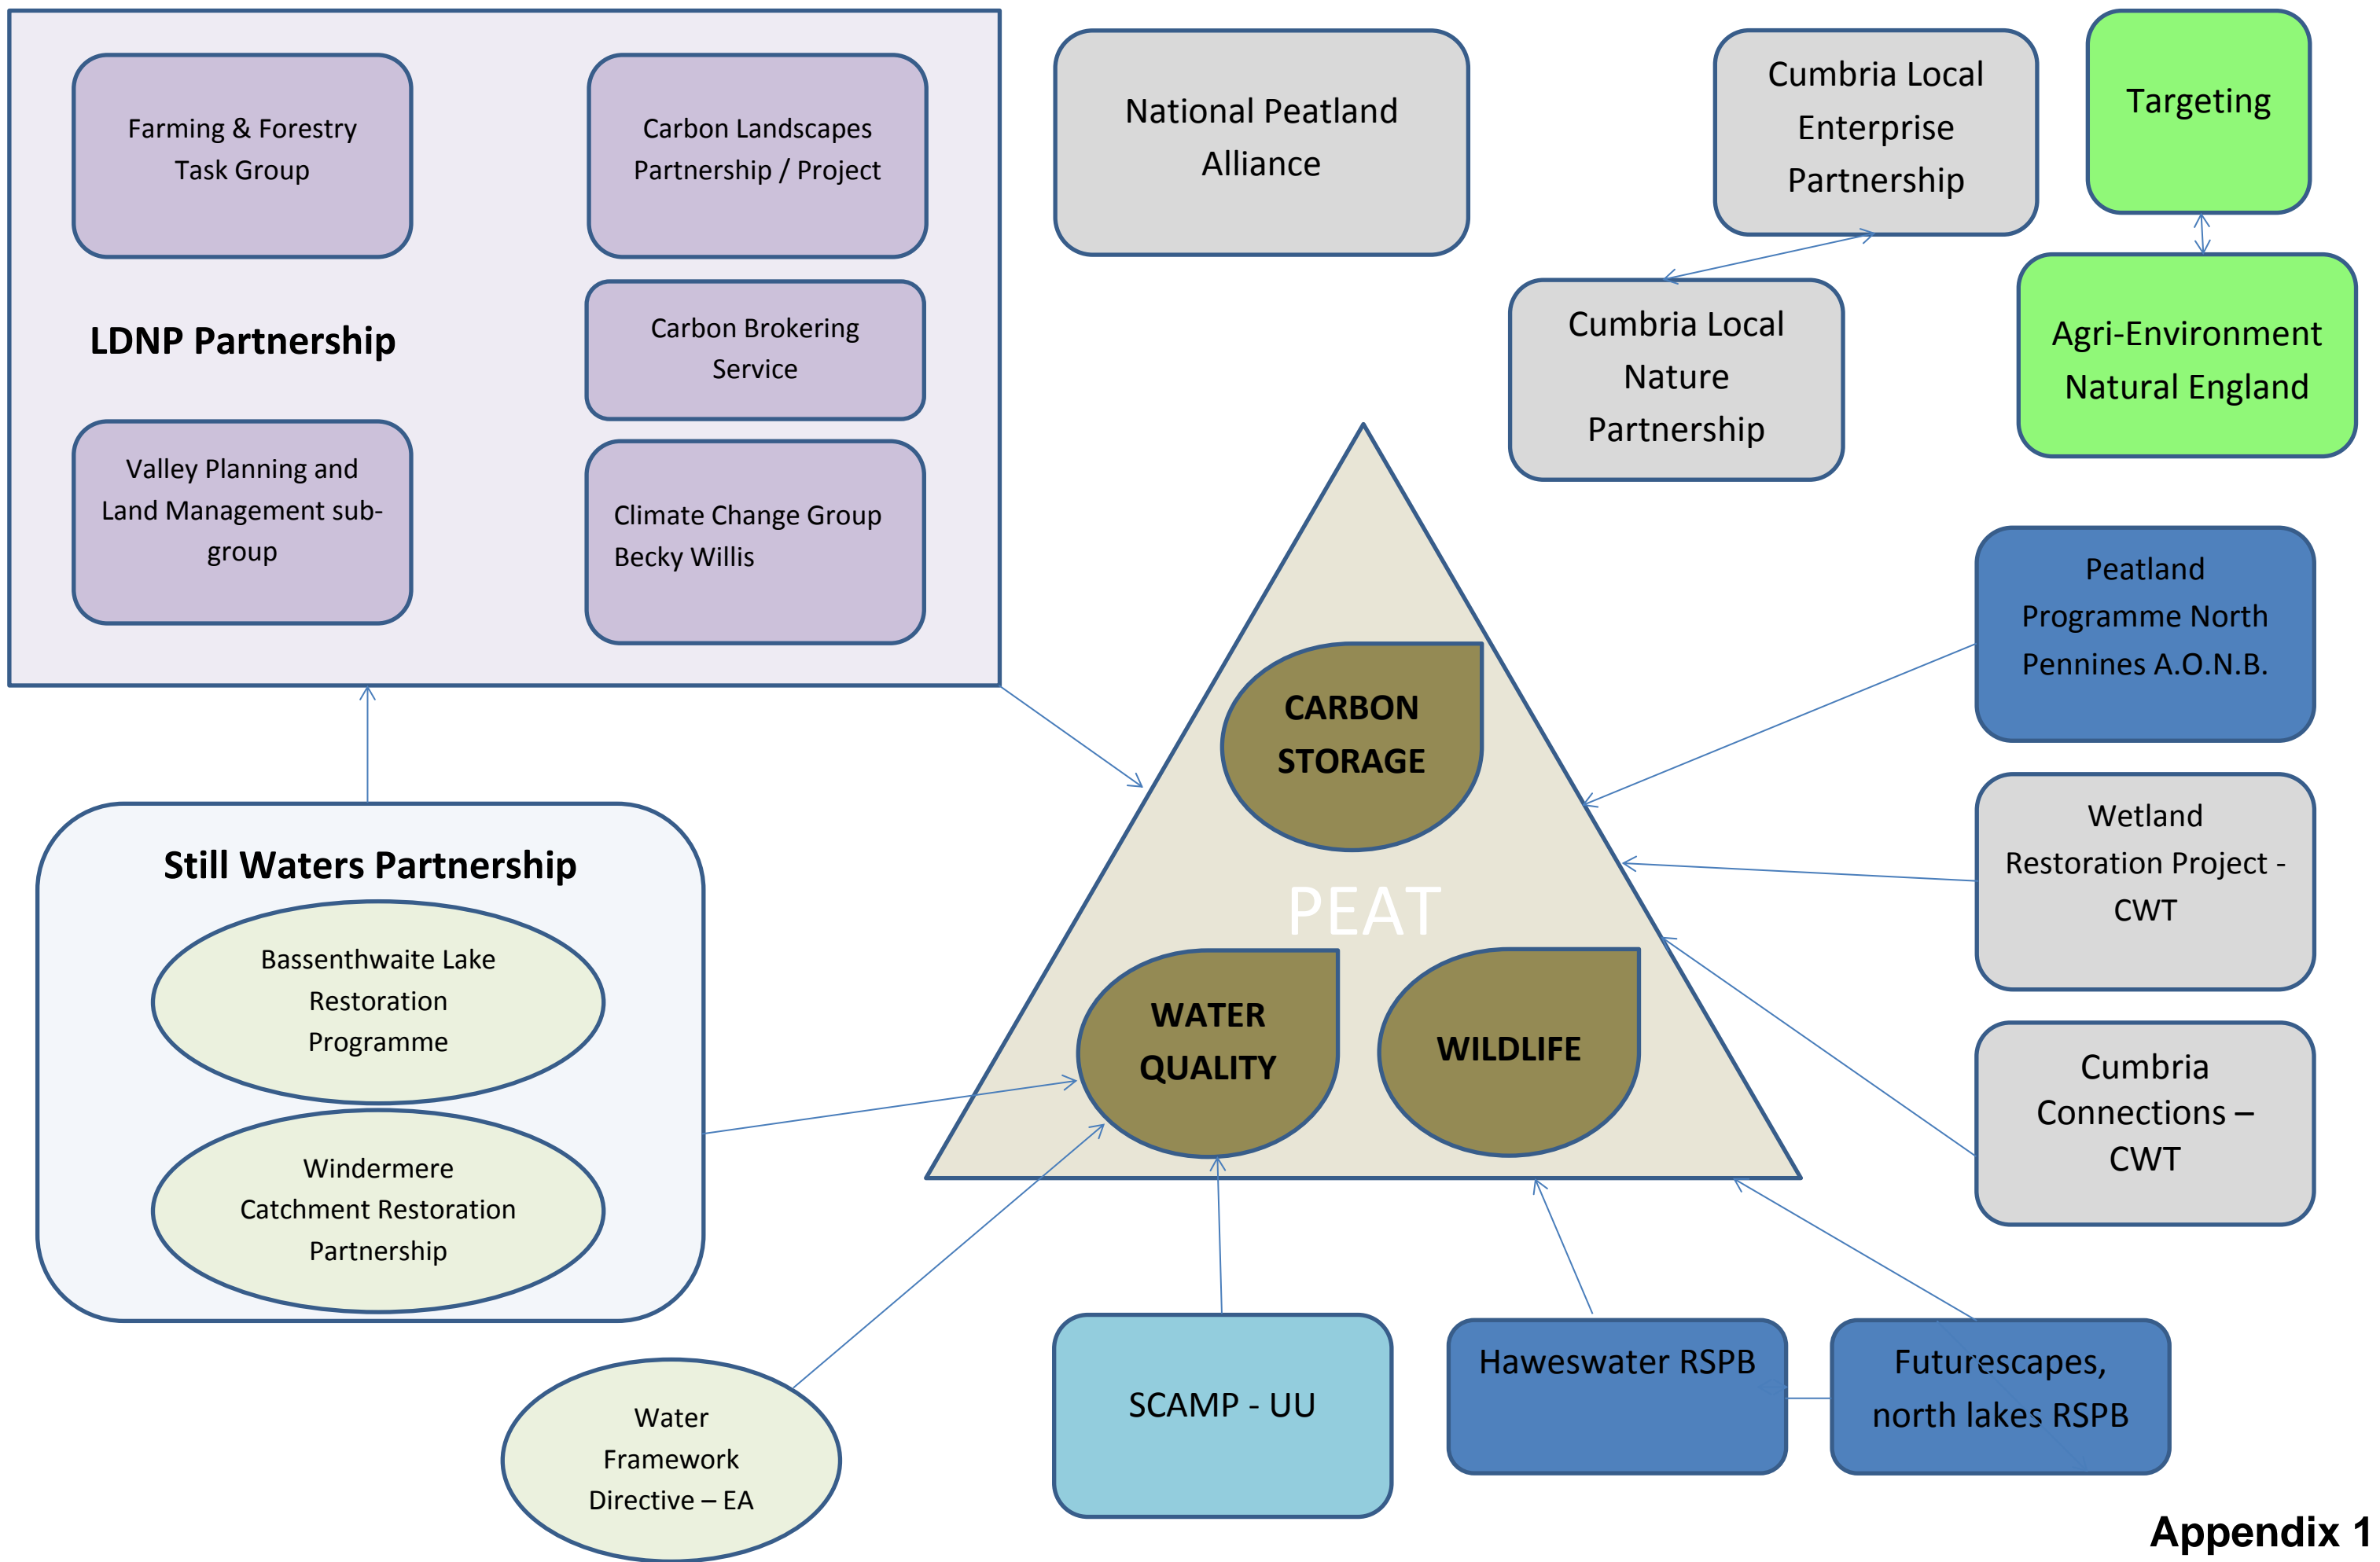 Farming & Forestry
Task Group
Carbon Landscapes
Partnership / Project
LDNP Partnership
Carbon Brokering
Service
Valley Planning and
Land Management sub-
group
Climate Change Group
Becky Willis
National Peatland
Alliance
Cumbria Local
Enterprise
Partnership
Targeting
Cumbria Local
Nature
Partnership
Agri-Environment
Natural England
Peatland
Programme North
Pennines A.O.N.B.
Wetland
Restoration Project -
CWT
Cumbria
Connections –
CWT
CARBON
STORAGE
PEAT
WATER
QUALITY
WILDLIFE
Still Waters Partnership
Bassenthwaite Lake
Restoration
Programme
Windermere
Catchment Restoration
Partnership
Water
Framework
Directive – EA
SCAMP - UU
Haweswater RSPB
Futurescapes,
north lakes RSPB
Appendix 1